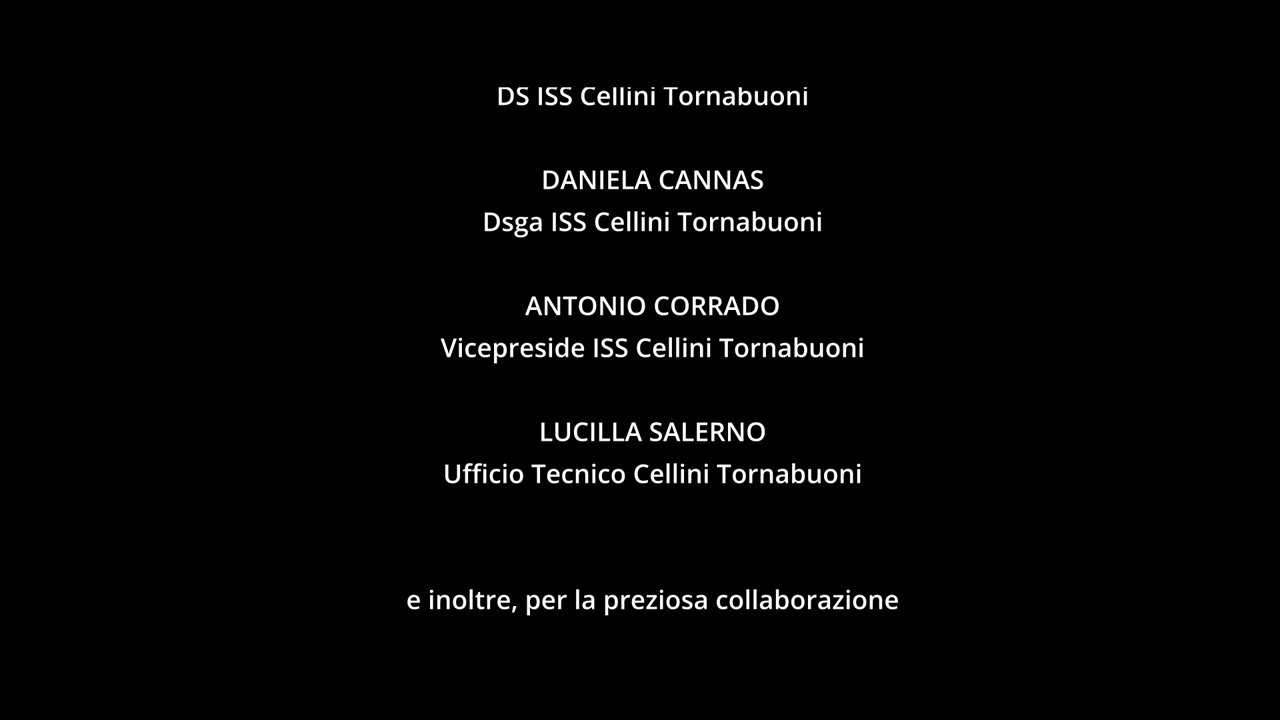 DS ISS Cellini Tornabuoni
DANIELA CANNAS
Dsga ISS Cellini Tornabuoni
ANTONIO CORRADO
Vicepreside ISS Cellini Tornabuoni
LUCILLA SALERNO
Ufficio Tecnico Cellini Tornabuoni
e inoltre, per la preziosa collaborazione